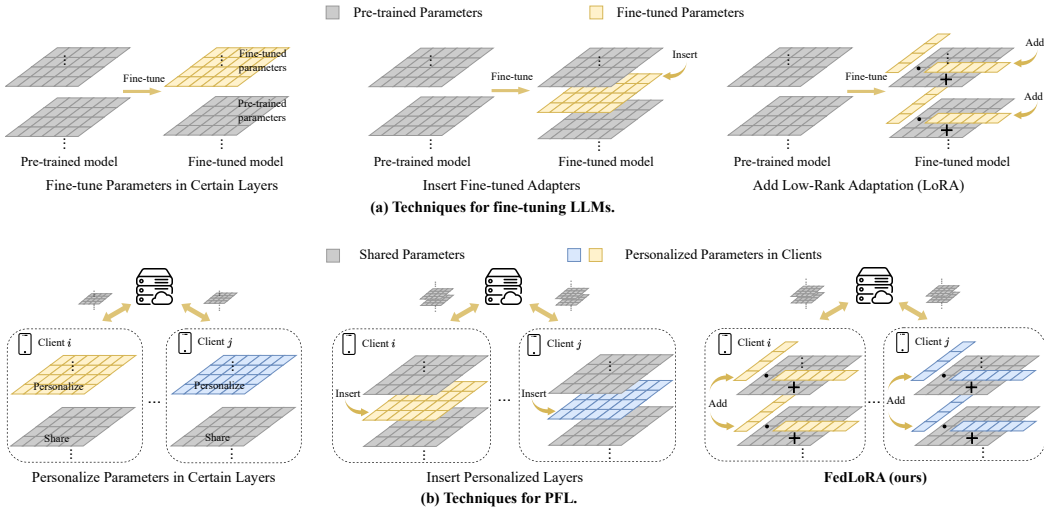 Pre-trained Parameters
Fine-tuned Parameters
Fine-tuned
parameters
Fine-tune
Pre-trained
parameters
Pre-trained model
Fine-tuned model
Fine-tune Parameters in Certain Layers
Fine-tune
Insert
Pre-trained model
Fine-tuned model
Insert Fine-tuned Adapters
Fine-tune
Add
+
Add
+
Pre-trained model
Fine-tuned model
Add Low-Rank Adaptation (LoRA)
(a) Techniques for fine-tuning LLMs.
Shared Parameters
Personalized Parameters in Clients
Client i
Personalize
Share
...
Client j
Personalize
Share
Personalize Parameters in Certain Layers
Client i
Insert
...
Client j
Insert
Insert Personalized Layers
Client i
Add
+
+
...
Client j
Add
+
+
FedLoRA (ours)
(b) Techniques for PFL.